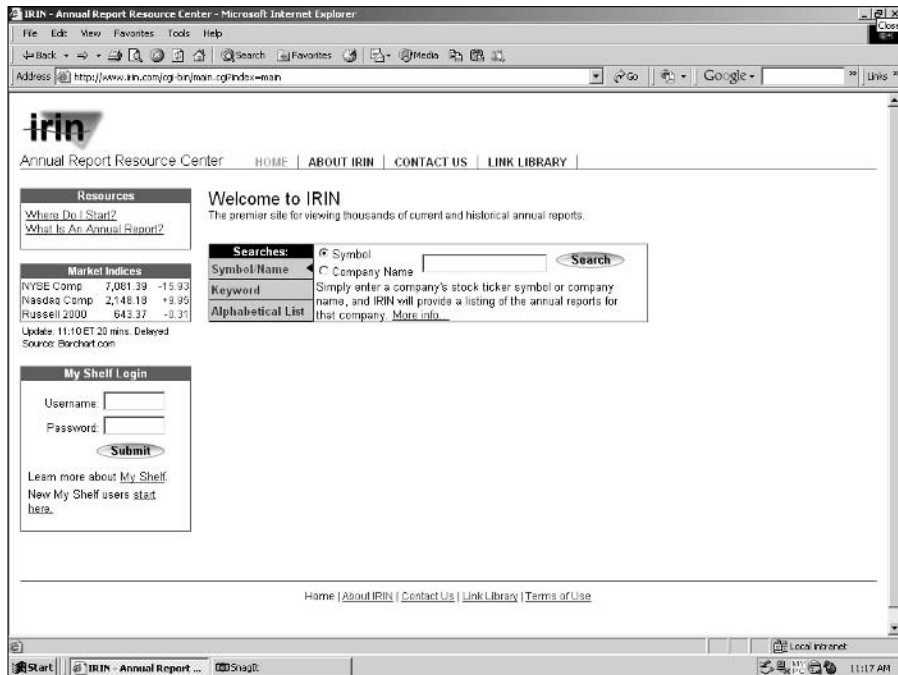 IRIN - Annual Report Resource Center - Microsoft Internet Explorer
File Edit View Favorites Tools Help
Close
Back Search Favorites Media
Address http://www.irin.com/cgi-bin/main.cgi?index=main Go Google Links
irin
Annual Report Resource Center HOME | ABOUT IRIN | CONTACT US | LINK LIBRARY |
Resources
Where Do I Start?
What Is An Annual Report?
Welcome to IRIN
The premier site for viewing thousands of current and historical annual reports.
Searches:
Symbol/Name
Keyword
Alphabetical List
Symbol
Company Name
Search
Simply enter a company's stock ticker symbol or company
name, and IRIN will provide a listing of the annual reports for
that company. More info...
Market Indices
NYSE Comp 7,081.39 -15.93
Nasdaq Comp 2,148.18 +9.95
Russell 2000 643.37 -0.31
Update: 11:10 ET 20 mins. Delayed
Source: Barchart.com
My Shelf Login
Username:
Password:
Submit
Learn more about My Shelf.
New My Shelf users start
here.
Home | About IRIN | Contact Us | Link Library | Terms of Use
Local intranet
Start IRIN - Annual Report ... SnagIt MY PC 11:17 AM